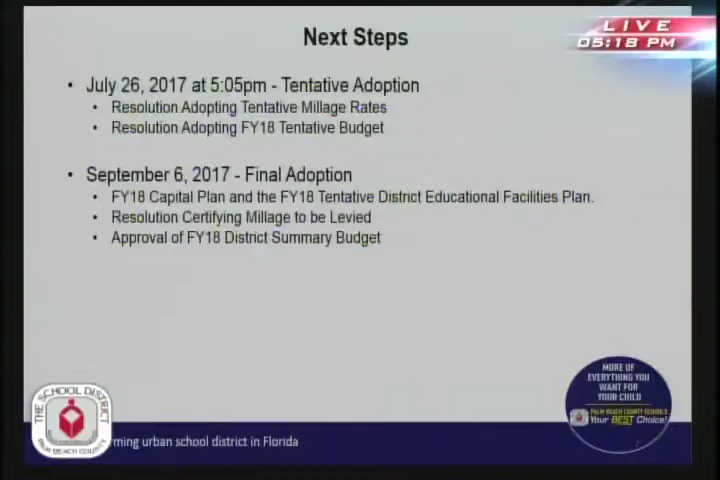 LIVE
05:18 PM
Next Steps
• July 26, 2017 at 5:05pm - Tentative Adoption
• Resolution Adopting Tentative Millage Rates
• Resolution Adopting FY18 Tentative Budget
• September 6, 2017 - Final Adoption
• FY18 Capital Plan and the FY18 Tentative District Educational Facilities Plan.
• Resolution Certifying Millage to be Levied
• Approval of FY18 District Summary Budget
MORE OF
EVERYTHING YOU
WANT FOR
YOUR CHILD
PALM BEACH COUNTY SCHOOLS
Your BEST Choice!
THE SCHOOL DISTRICT
PALM BEACH COUNTY
ming urban school district in Florida